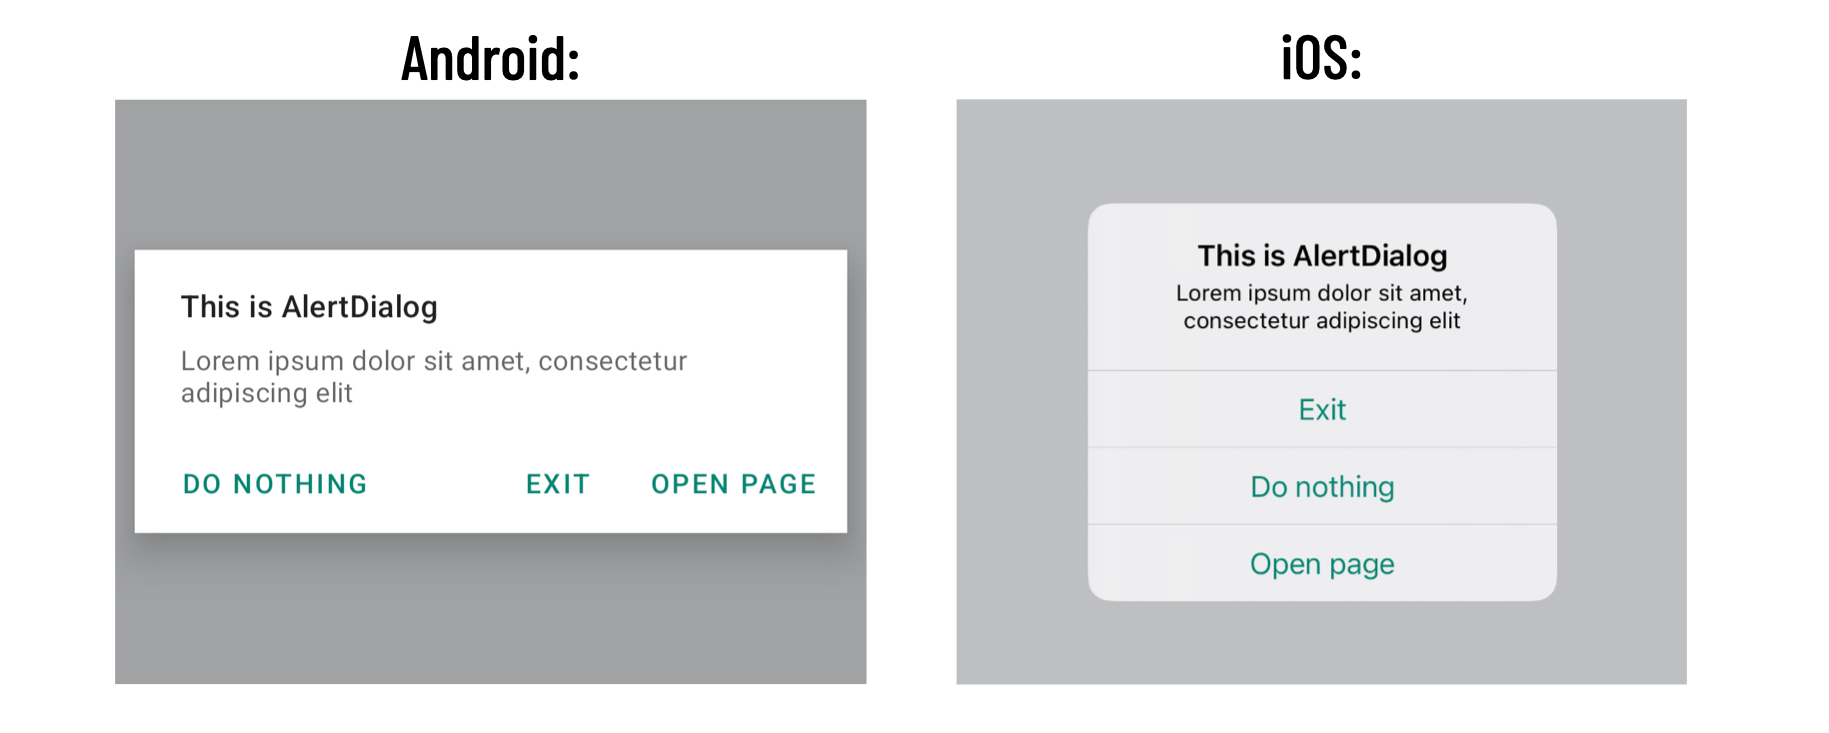 Android:
This is AlertDialog
Lorem ipsum dolor sit amet, consectetur
adipiscing elit
DO NOTHING EXIT OPEN PAGE
iOS:
This is AlertDialog
Lorem ipsum dolor sit amet,
consectetur adipiscing elit
Exit
Do nothing
Open page